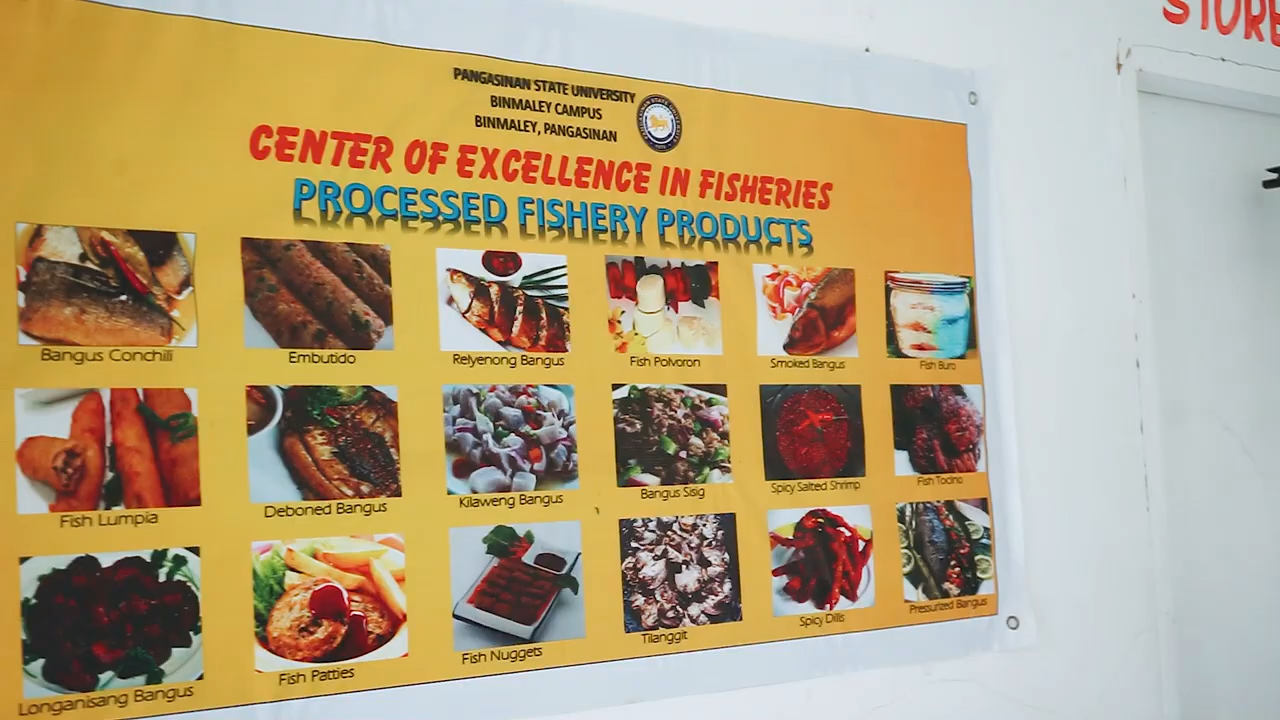 STORE
PANGASINAN STATE UNIVERSITY
BINMALEY CAMPUS
BINMALEY, PANGASINAN
CENTER OF EXCELLENCE IN FISHERIES
PROCESSED FISHERY PRODUCTS
Bangus Conchili
Embutido
Relyenong Bangus
Fish Polvoron
Smoked Bangus
Fish Buro
Fish Lumpia
Deboned Bangus
Kilaweng Bangus
Bangus Sisig
Spicy Salted Shrimp
Fish Tocino
Longanisang Bangus
Fish Patties
Fish Nuggets
Tilanggit
Spicy Dilis
Pressurized Bangus